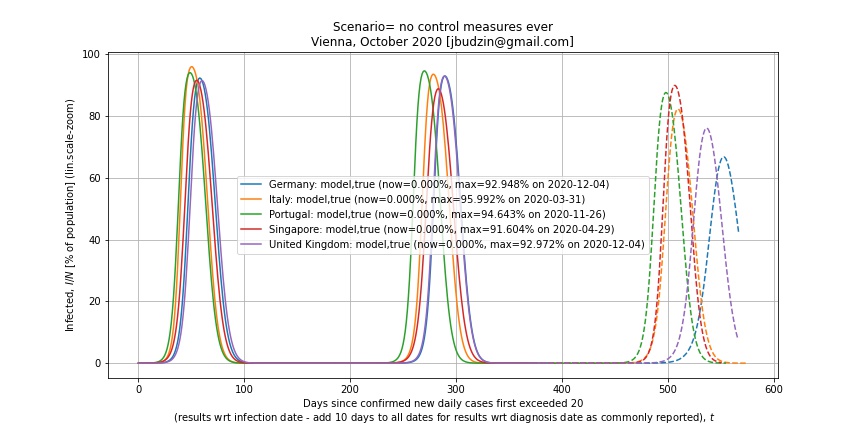 Scenario= no control measures ever
Vienna, October 2020 [jbudzin@gmail.com]
Infected, I/N [% of population] (lin.scale-zoom)
100
80
60
40
20
0
Germany: model,true (now=0.000%, max=92.948% on 2020-12-04)
Italy: model,true (now=0.000%, max=95.992% on 2020-03-31)
Portugal: model,true (now=0.000%, max=94.643% on 2020-11-26)
Singapore: model,true (now=0.000%, max=91.604% on 2020-04-29)
United Kingdom: model,true (now=0.000%, max=92.972% on 2020-12-04)
0 100 200 300 400 500 600
Days since confirmed new daily cases first exceeded 20
(results wrt infection date - add 10 days to all dates for results wrt diagnosis date as commonly reported), t